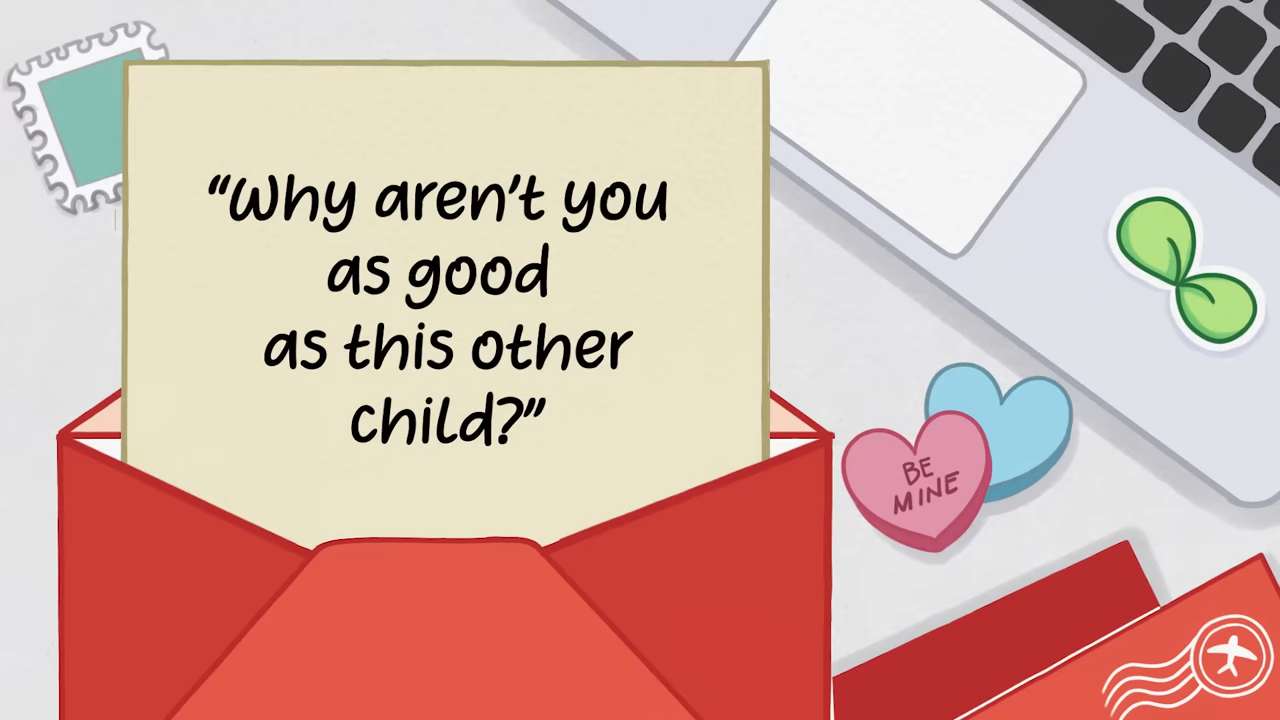 “Why aren’t you
as good
as this other
child?”
BE
MINE